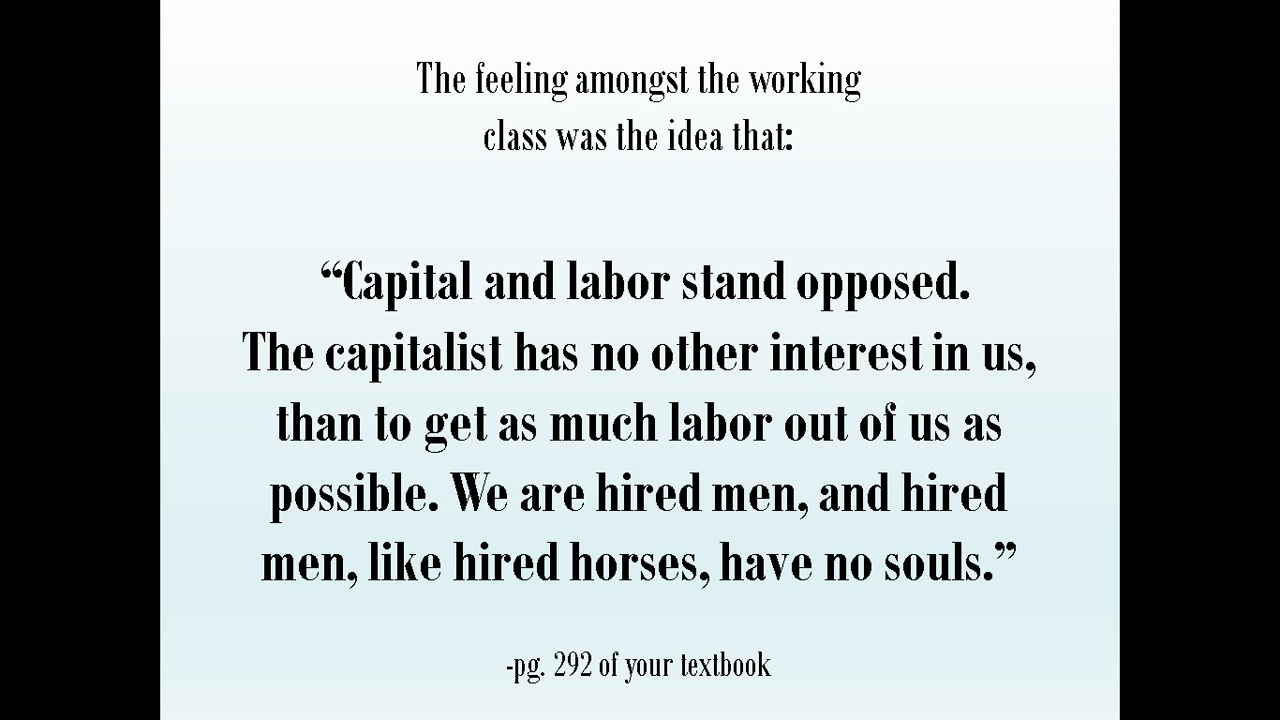 The feeling amongst the working
class was the idea that:
“Capital and labor stand opposed.
The capitalist has no other interest in us,
than to get as much labor out of us as
possible. We are hired men, and hired
men, like hired horses, have no souls.”
-pg. 292 of your textbook